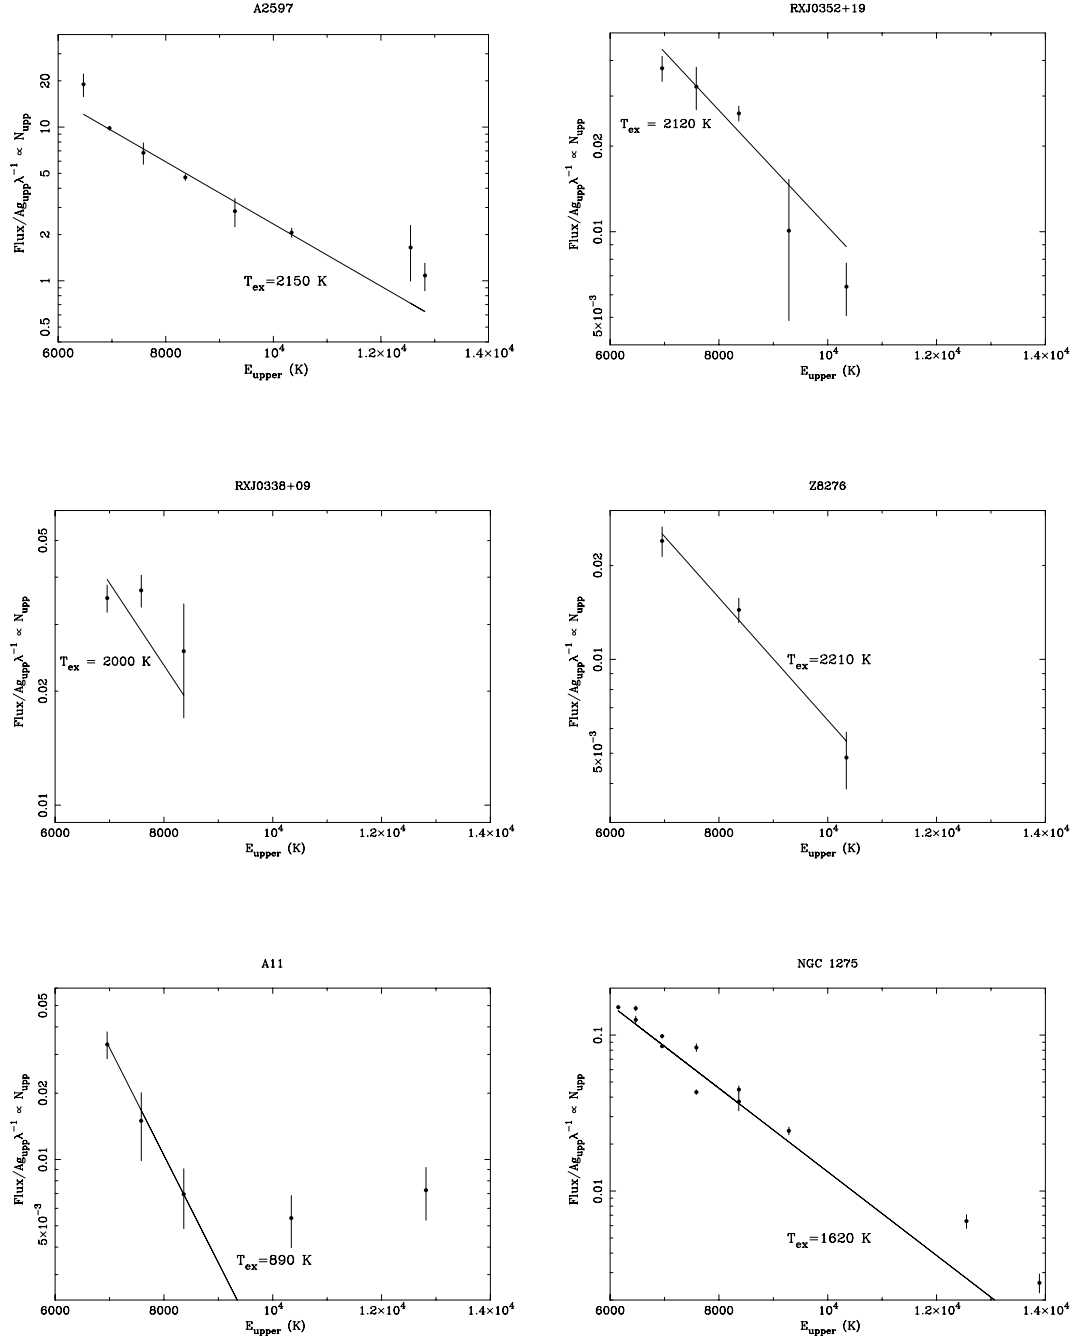 A2597
Flux/Ag_upp λ^-1 ∝ N_upp
20
10
5
2
1
0.5
T_ex=2150 K
6000 8000 10^4 1.2×10^4 1.4×10^4
E_upper (K)
RXJ0352+19
Flux/Ag_upp λ^-1 ∝ N_upp
0.02
0.01
5×10^-3
T_ex = 2120 K
6000 8000 10^4 1.2×10^4 1.4×10^4
E_upper (K)
RXJ0338+09
Flux/Ag_upp λ^-1 ∝ N_upp
0.05
0.02
0.01
T_ex = 2000 K
6000 8000 10^4 1.2×10^4 1.4×10^4
E_upper (K)
Z8276
Flux/Ag_upp λ^-1 ∝ N_upp
0.02
0.01
5×10^-3
T_ex=2210 K
6000 8000 10^4 1.2×10^4 1.4×10^4
E_upper (K)
A11
Flux/Ag_upp λ^-1 ∝ N_upp
0.05
0.02
0.01
5×10^-3
T_ex=890 K
6000 8000 10^4 1.2×10^4 1.4×10^4
E_upper (K)
NGC 1275
Flux/Ag_upp λ^-1 ∝ N_upp
0.1
0.01
T_ex=1620 K
6000 8000 10^4 1.2×10^4 1.4×10^4
E_upper (K)